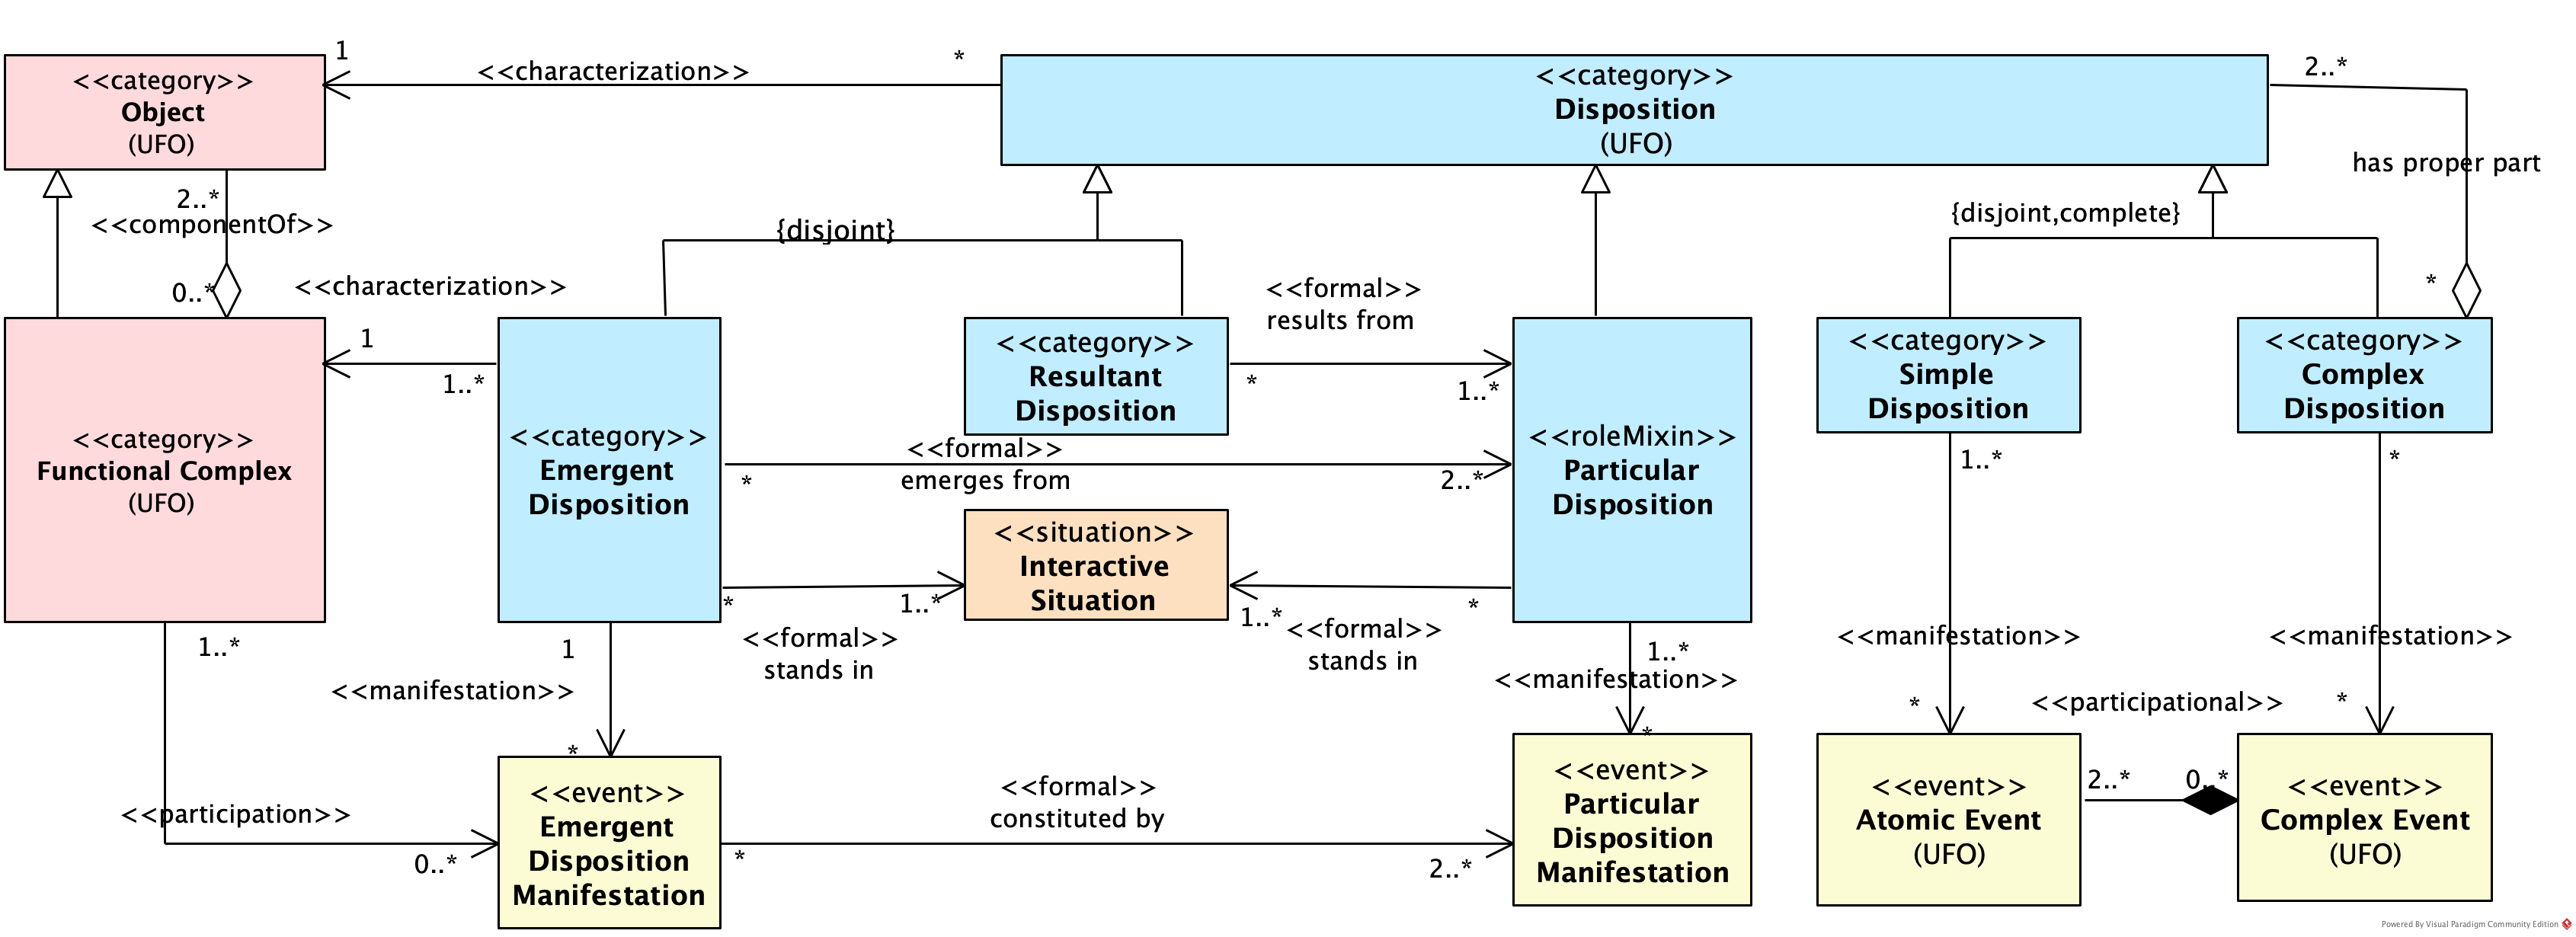 1
<<characterization>>
*
<<category>>
Object
(UFO)
<<category>>
Disposition
(UFO)
2..*
has proper part
*
2..*
<<componentOf>>
0..*
{disjoint}
{disjoint,complete}
<<characterization>>
1
1..*
<<formal>>
results from
*
1..*
<<category>>
Functional Complex
(UFO)
<<category>>
Emergent
Disposition
<<category>>
Resultant
Disposition
<<roleMixin>>
Particular
Disposition
<<category>>
Simple
Disposition
<<category>>
Complex
Disposition
<<formal>>
emerges from
*
2..*
<<situation>>
Interactive
Situation
*
1..*
<<formal>>
stands in
1..*
*
<<formal>>
stands in
1..*
<<participation>>
0..*
1
<<manifestation>>
*
1..*
<<manifestation>>
*
1..*
<<manifestation>>
*
*
<<manifestation>>
*
<<event>>
Emergent
Disposition
Manifestation
*
<<formal>>
constituted by
2..*
<<event>>
Particular
Disposition
Manifestation
<<event>>
Atomic Event
(UFO)
<<participational>>
2..*
0..*
<<event>>
Complex Event
(UFO)
Powered By Visual Paradigm Community Edition